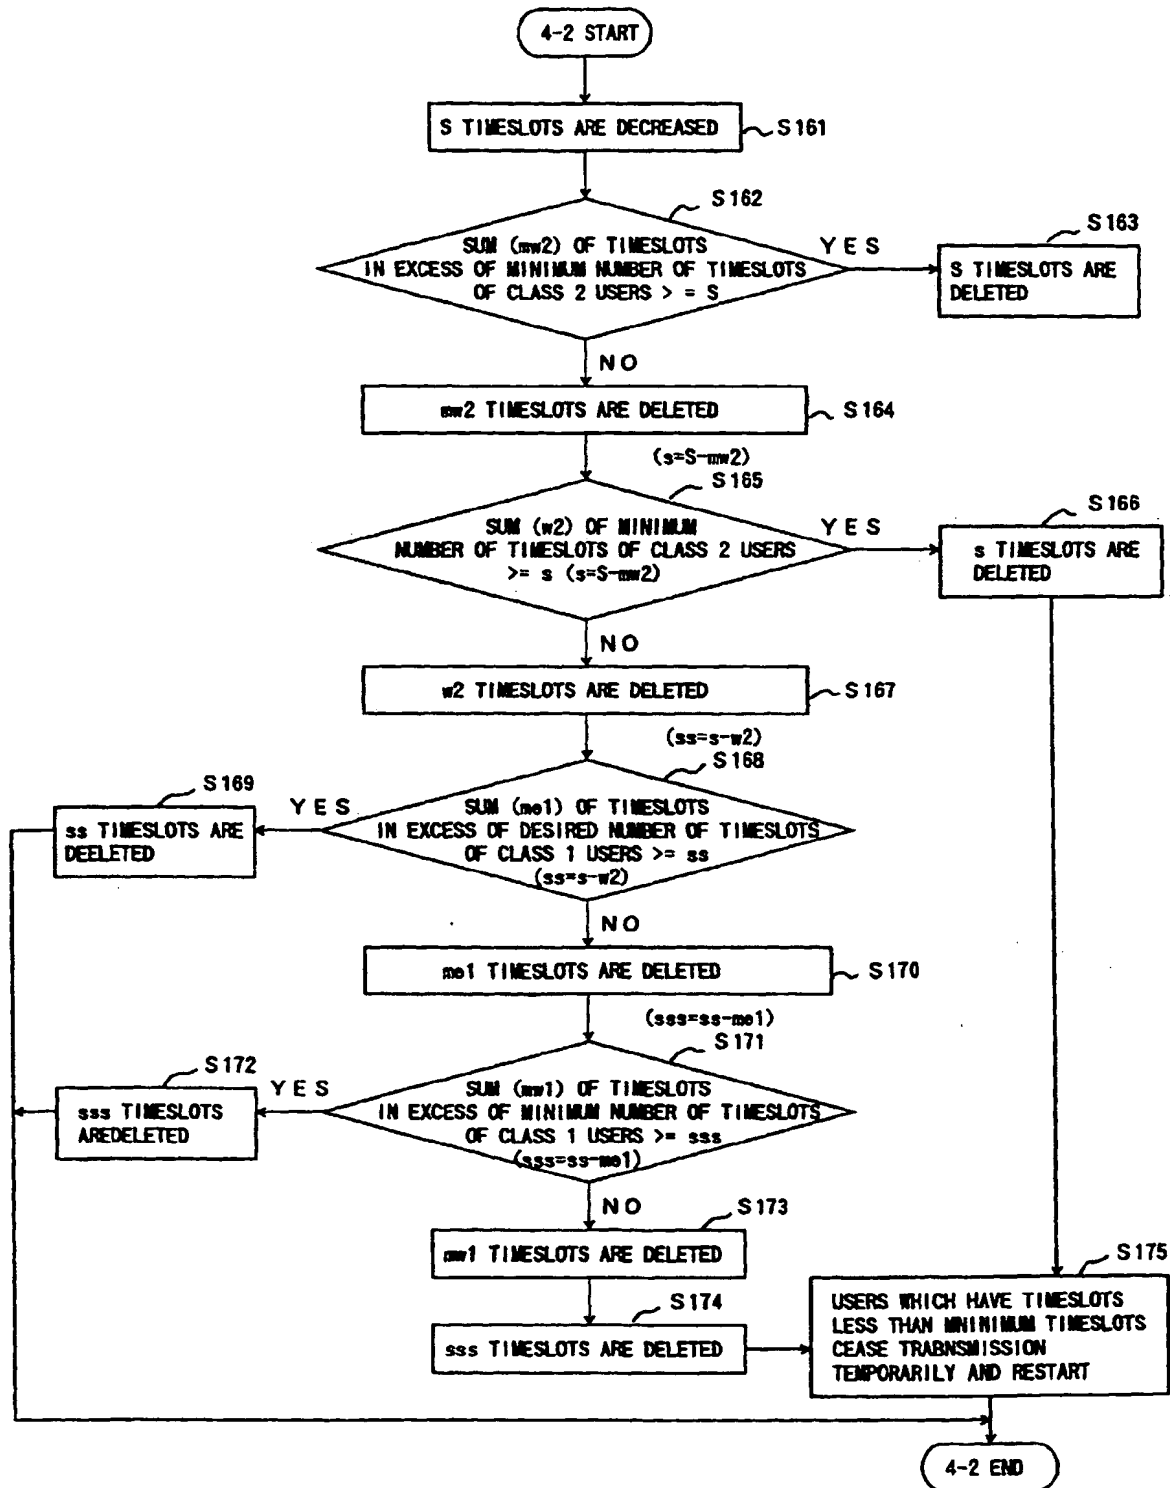 4-2 START
S TIMESLOTS ARE DECREASED
S161
S162
SUM (mw2) OF TIMESLOTS
IN EXCESS OF MINIMUM NUMBER OF TIMESLOTS
OF CLASS 2 USERS > = S
YES
S163
S TIMESLOTS ARE
DELETED
NO
mw2 TIMESLOTS ARE DELETED
S164
(s=S-mw2)
S165
SUM (w2) OF MINIMUM
NUMBER OF TIMESLOTS OF CLASS 2 USERS
>= s (s=S-mw2)
YES
S166
s TIMESLOTS ARE
DELETED
NO
w2 TIMESLOTS ARE DELETED
S167
(ss=s-w2)
S168
SUM (me1) OF TIMESLOTS
IN EXCESS OF DESIRED NUMBER OF TIMESLOTS
OF CLASS 1 USERS >= ss
(ss=s-w2)
YES
S169
ss TIMESLOTS ARE
DEELETED
NO
me1 TIMESLOTS ARE DELETED
S170
(sss=ss-me1)
S171
SUM (mw1) OF TIMESLOTS
IN EXCESS OF MINIMUM NUMBER OF TIMESLOTS
OF CLASS 1 USERS >= sss
(sss=ss-me1)
YES
S172
sss TIMESLOTS
AREDELETED
NO
S173
mw1 TIMESLOTS ARE DELETED
S174
sss TIMESLOTS ARE DELETED
S175
USERS WHICH HAVE TIMESLOTS
LESS THAN MNINIMUM TIMESLOTS
CEASE TRABNSMISSION
TEMPORARILY AND RESTART
4-2 END